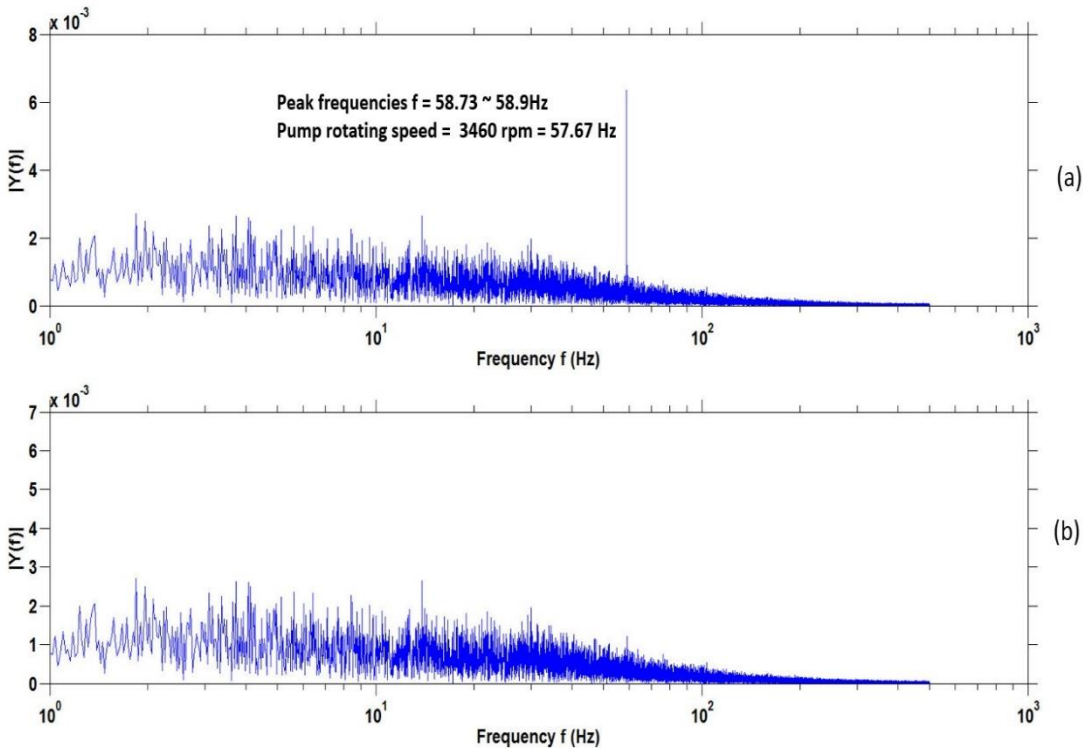 x 10⁻³
8
6
4
2
0
|Y(f)|
Peak frequencies f = 58.73 ~ 58.9Hz
Pump rotating speed = 3460 rpm = 57.67 Hz
(a)
10⁰ 10¹ 10² 10³
Frequency f (Hz)
x 10⁻³
7
6
5
4
3
2
1
0
|Y(f)|
(b)
10⁰ 10¹ 10² 10³
Frequency f (Hz)